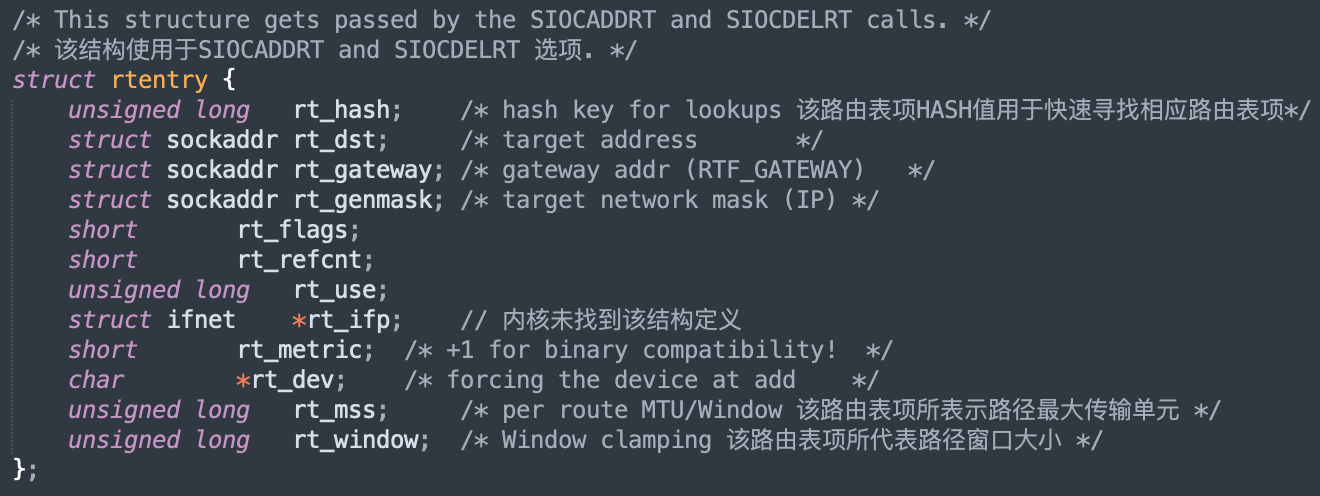 /* This structure gets passed by the SIOCADDRT and SIOCDELRT calls. */
/* 该结构使用于SIOCADDRT and SIOCDELRT 选项. */
struct rtentry {
    unsigned long   rt_hash;    /* hash key for lookups 该路由表项HASH值用于快速寻找相应路由表项*/
    struct sockaddr rt_dst;     /* target address       */
    struct sockaddr rt_gateway; /* gateway addr (RTF_GATEWAY)   */
    struct sockaddr rt_genmask; /* target network mask (IP) */
    short       rt_flags;
    short       rt_refcnt;
    unsigned long   rt_use;
    struct ifnet    *rt_ifp;    // 内核未找到该结构定义
    short       rt_metric;  /* +1 for binary compatibility!  */
    char        *rt_dev;    /* forcing the device at add    */
    unsigned long   rt_mss;     /* per route MTU/Window 该路由表项所表示路径最大传输单元 */
    unsigned long   rt_window;  /* Window clamping 该路由表项所代表路径窗口大小 */
};